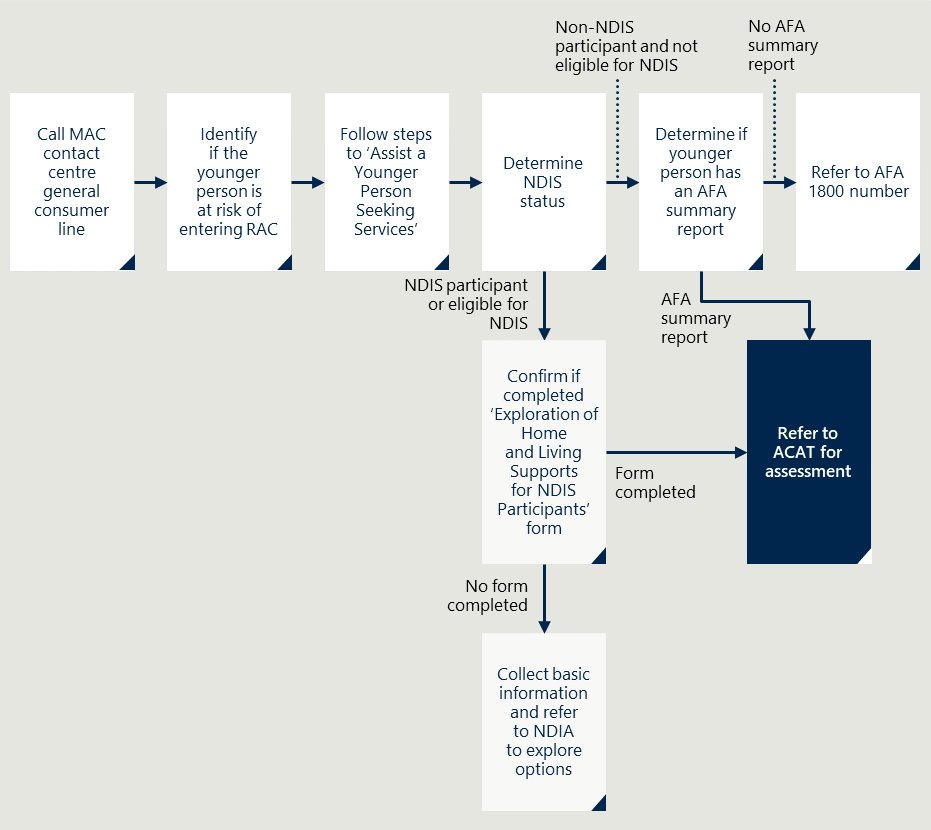 Non-NDIS
participant and not
eligible for NDIS
No AFA
summary
report
Call MAC
contact
centre
general
consumer
line
Identify
if the
younger
person is
at risk of
entering RAC
Follow steps
to ‘Assist a
Younger
Person
Seeking
Services’
Determine
NDIS
status
Determine if
younger
person has
an AFA
summary
report
Refer to AFA
1800 number
NDIS participant
or eligible for
NDIS
AFA
summary
report
Confirm if
completed
‘Exploration of
Home
and Living
Supports
for NDIS
Participants’
form
Form
completed
Refer to
ACAT for
assessment
No form
completed
Collect basic
information
and refer
to NDIA
to explore
options